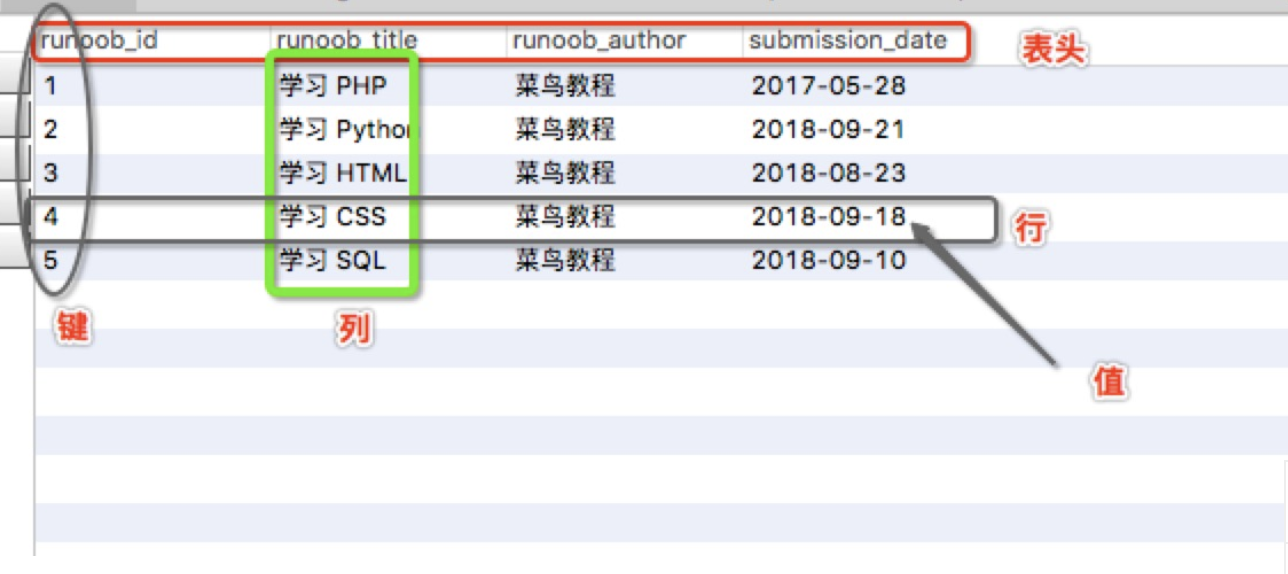 runoob_id runoob_title runoob_author submission_date 表头
1 学习 PHP 菜鸟教程 2017-05-28
2 学习 Python 菜鸟教程 2018-09-21
3 学习 HTML 菜鸟教程 2018-08-23
4 学习 CSS 菜鸟教程 2018-09-18 行
5 学习 SQL 菜鸟教程 2018-09-10
键 列
值